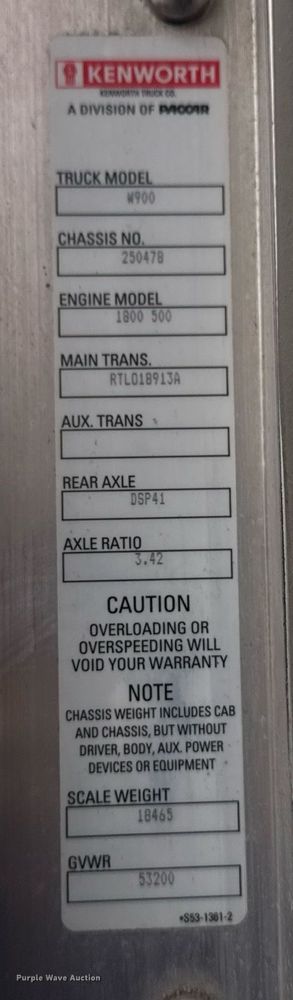 KENWORTH
KENWORTH TRUCK CO.
A DIVISION OF PACCAR
TRUCK MODEL
W900
CHASSIS NO.
250478
ENGINE MODEL
1800 500
MAIN TRANS.
RTLO18913A
AUX. TRANS
REAR AXLE
DSP41
AXLE RATIO
3.42
CAUTION
OVERLOADING OR
OVERSPEEDING WILL
VOID YOUR WARRANTY
NOTE
CHASSIS WEIGHT INCLUDES CAB
AND CHASSIS, BUT WITHOUT
DRIVER, BODY, AUX. POWER
DEVICES OR EQUIPMENT
SCALE WEIGHT
18465
GVWR
53200
*S53-1361-2
Purple Wave Auction